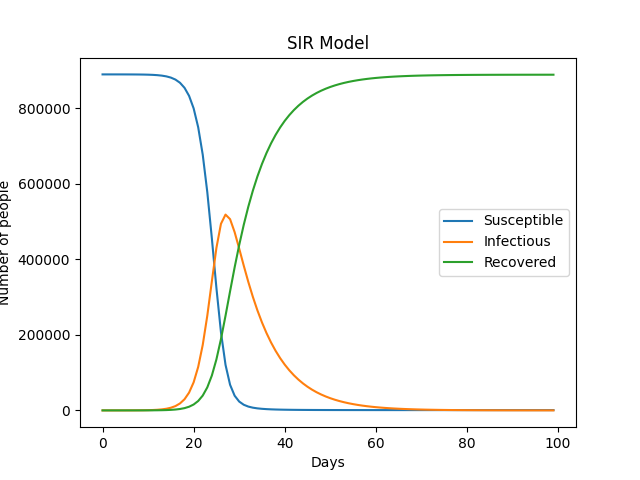 SIR Model
800000
600000
400000
200000
0
Number of people
Susceptible
Infectious
Recovered
0 20 40 60 80 100
Days